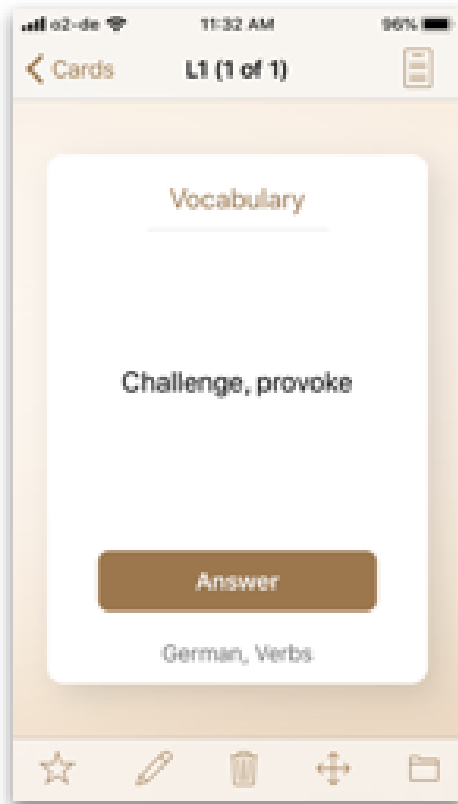 o2-de 11:32 AM 96%
Cards L1 (1 of 1)
Vocabulary
Challenge, provoke
Answer
German, Verbs